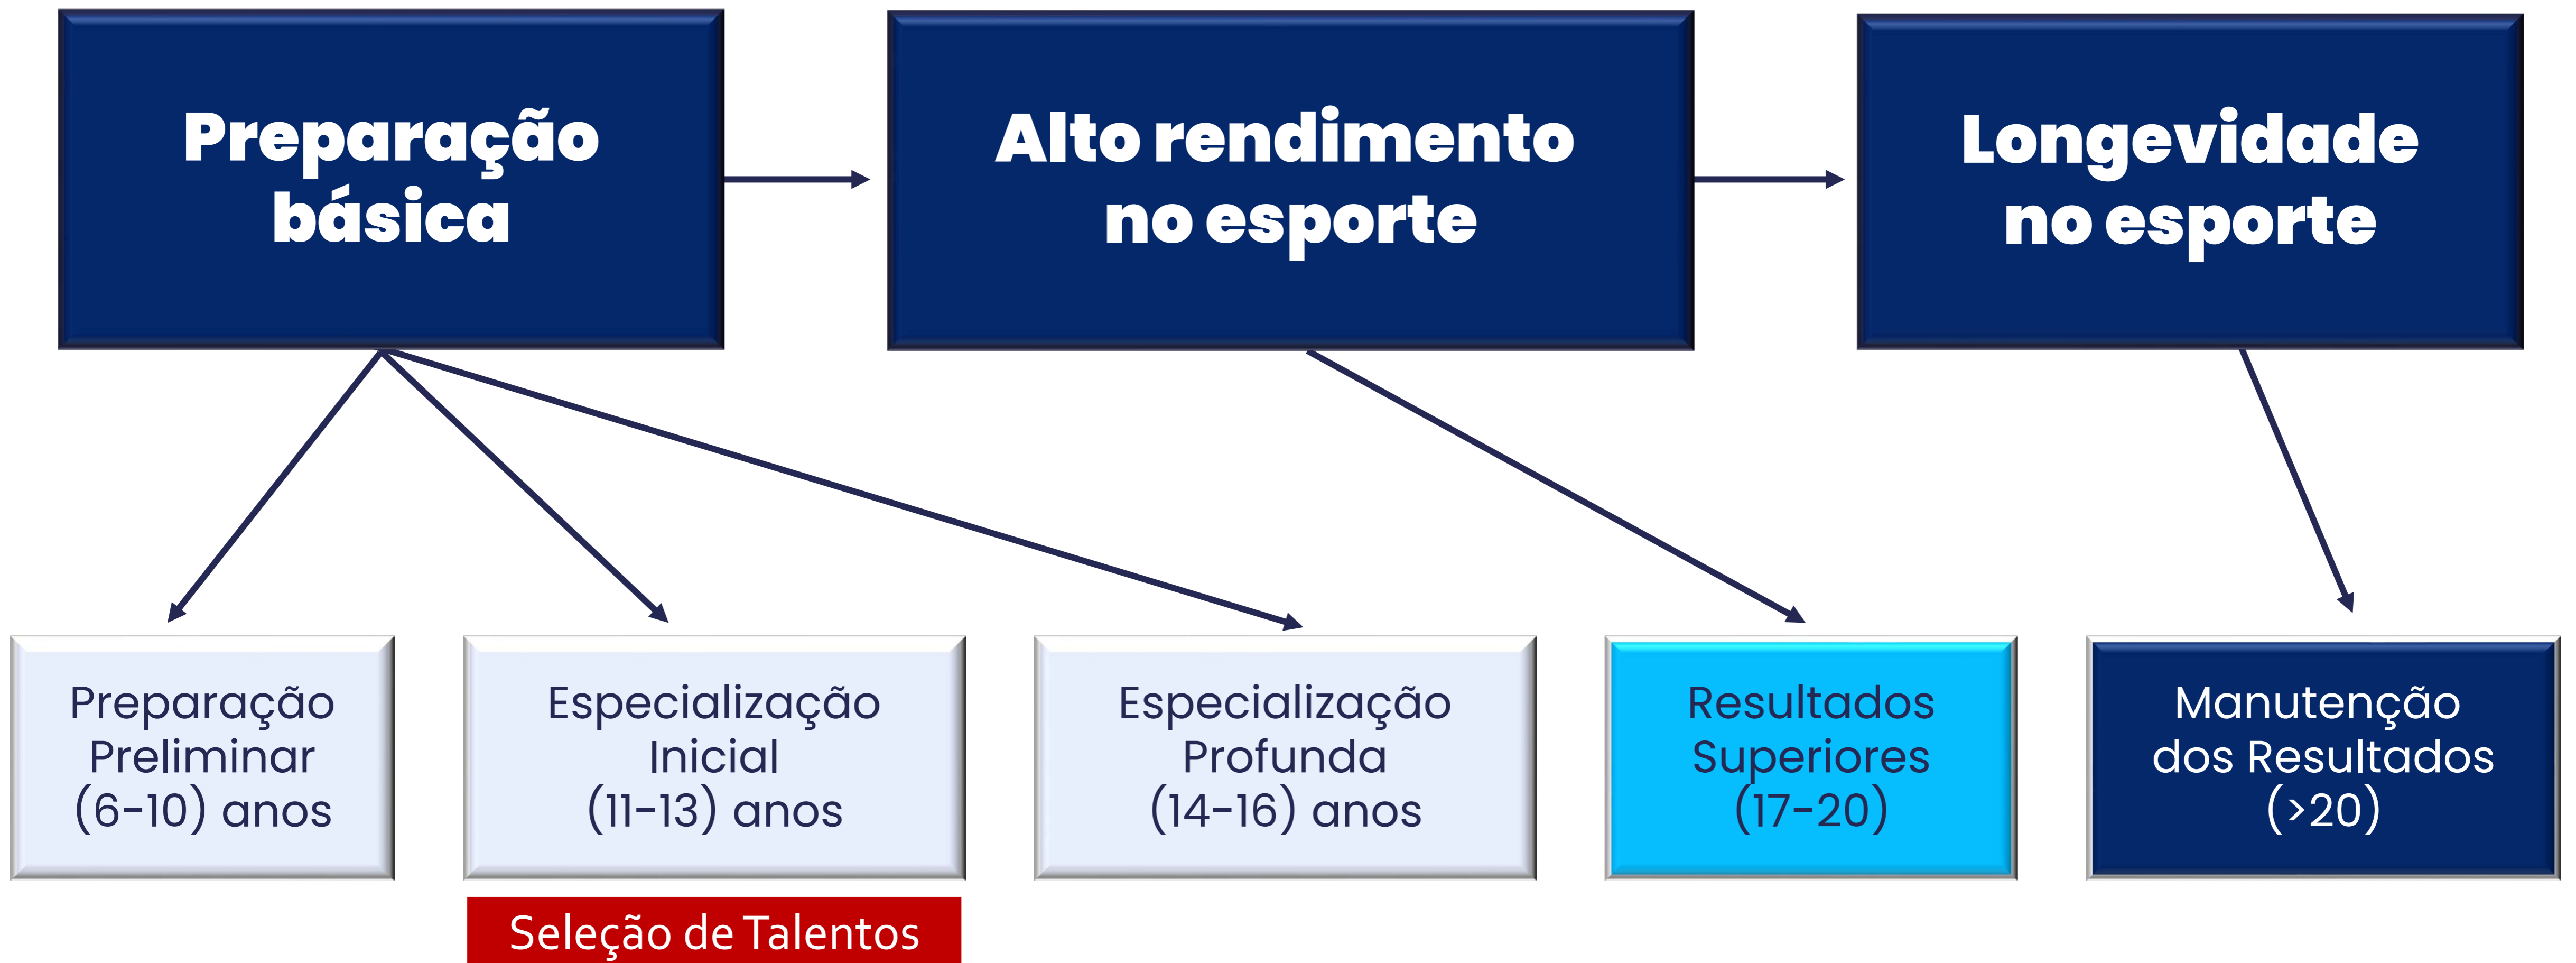 Preparação
básica
Alto rendimento
no esporte
Longevidade
no esporte
Preparação
Preliminar
(6-10) anos
Especialização
Inicial
(11-13) anos
Especialização
Profunda
(14-16) anos
Resultados
Superiores
(17-20)
Manutenção
dos Resultados
(>20)
Seleção de Talentos